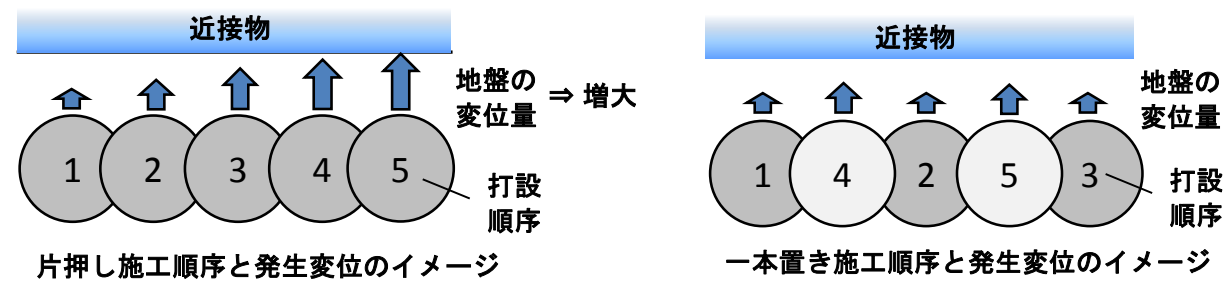 近接物
地盤の
変位量
⇒ 増大
1 2 3 4 5
打設
順序
片押し施工順序と発生変位のイメージ
近接物
地盤の
変位量
1 4 2 5 3
打設
順序
一本置き施工順序と発生変位のイメージ